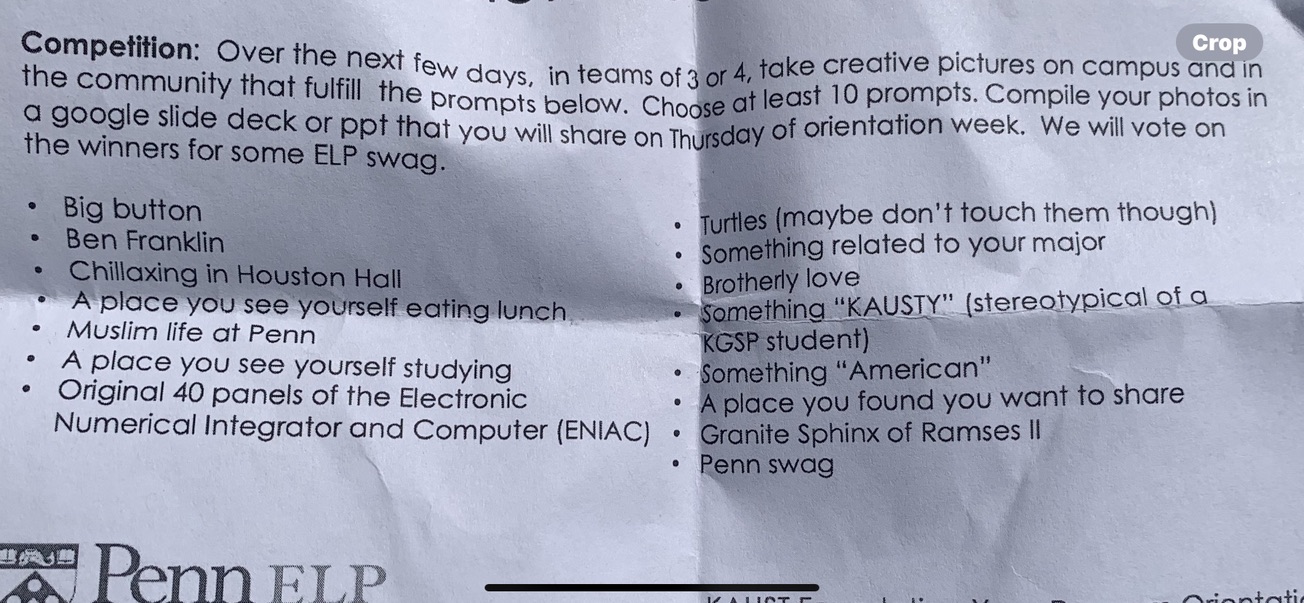 Crop
Competition: Over the next few days, in teams of 3 or 4, take creative pictures on campus and in
the community that fulfill the prompts below. Choose at least 10 prompts. Compile your photos in
a google slide deck or ppt that you will share on Thursday of orientation week. We will vote on
the winners for some ELP swag.
• Big button
• Ben Franklin
• Chillaxing in Houston Hall
• A place you see yourself eating lunch
• Muslim life at Penn
• A place you see yourself studying
• Original 40 panels of the Electronic
Numerical Integrator and Computer (ENIAC)
• Turtles (maybe don't touch them though)
• Something related to your major
• Brotherly love
• Something "KAUSTY" (stereotypical of a
KGSP student)
• Something "American"
• A place you found you want to share
• Granite Sphinx of Ramses II
• Penn swag
Penn ELP